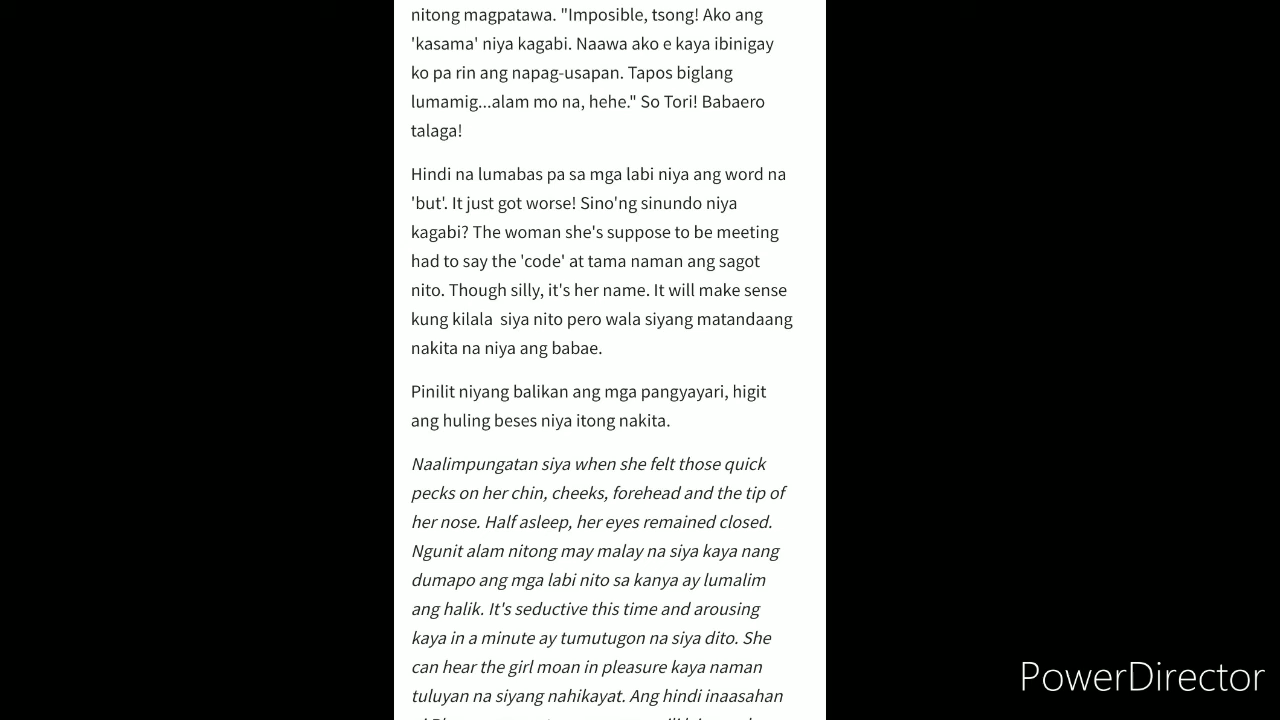 nitong magpatawa. "Imposible, tsong! Ako ang
'kasama' niya kagabi. Naawa ako e kaya ibinigay
ko pa rin ang napag-usapan. Tapos biglang
lumamig...alam mo na, hehe." So Tori! Babaero
talaga!
Hindi na lumabas pa sa mga labi niya ang word na
'but'. It just got worse! Sino'ng sinundo niya
kagabi? The woman she's suppose to be meeting
had to say the 'code' at tama naman ang sagot
nito. Though silly, it's her name. It will make sense
kung kilala siya nito pero wala siyang matandaang
nakita na niya ang babae.
Pinilit niyang balikan ang mga pangyayari, higit
ang huling beses niya itong nakita.
Naalimpungatan siya when she felt those quick
pecks on her chin, cheeks, forehead and the tip of
her nose. Half asleep, her eyes remained closed.
Ngunit alam nitong may malay na siya kaya nang
dumapo ang mga labi nito sa kanya ay lumalim
ang halik. It's seductive this time and arousing
kaya in a minute ay tumutugon na siya dito. She
can hear the girl moan in pleasure kaya naman
tuluyan na siyang nahikayat. Ang hindi inaasahan
PowerDirector